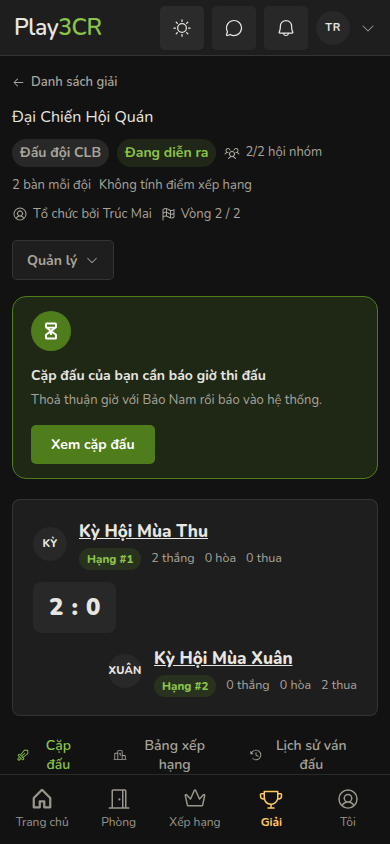 Play3CR
TR
Danh sách giải
Đại Chiến Hội Quán
Đấu đội CLB Đang diễn ra 2/2 hội nhóm
2 bàn mỗi đội Không tính điểm xếp hạng
Tổ chức bởi Trúc Mai Vòng 2 / 2
Quản lý
Cặp đấu của bạn cần báo giờ thi đấu
Thoả thuận giờ với Bảo Nam rồi báo vào hệ thống.
Xem cặp đấu
KỲ
Kỳ Hội Mùa Thu
Hạng #1 2 thắng 0 hòa 0 thua
2 : 0
XUÂN
Kỳ Hội Mùa Xuân
Hạng #2 0 thắng 0 hòa 2 thua
Cặp đấu
Bảng xếp hạng
Lịch sử ván đấu
Trang chủ Phòng Xếp hạng Giải Tôi